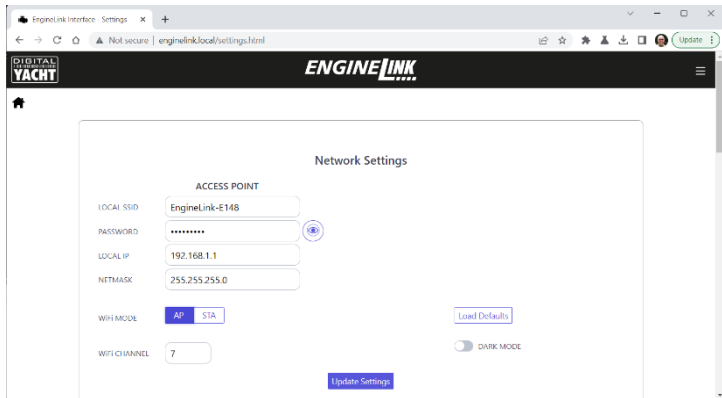 EngineLink Interface - Settings
Not secure | enginelink.local/settings.html
Update
DIGITAL
YACHT
ENGINELINK
Network Settings
ACCESS POINT
LOCAL SSID EngineLink-E148
PASSWORD •••••••••
LOCAL IP 192.168.1.1
NETMASK 255.255.255.0
WiFi MODE AP STA Load Defaults
DARK MODE
WiFi CHANNEL 7
Update Settings